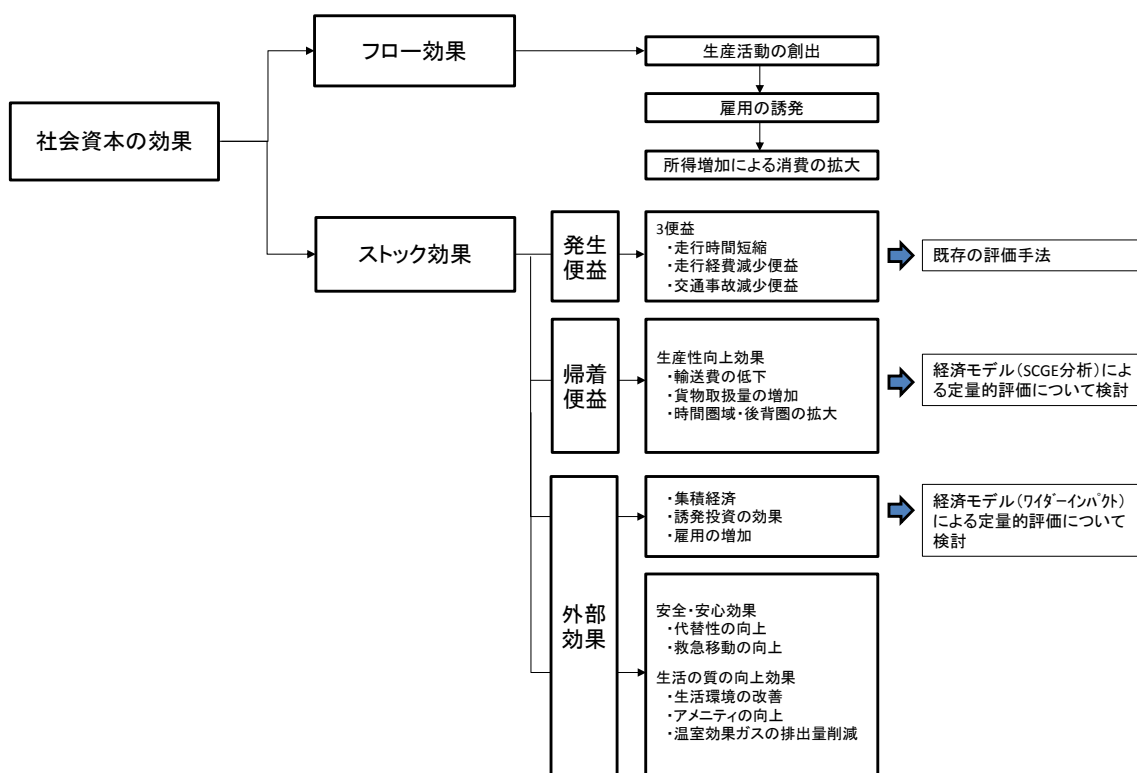 社会資本の効果
フロー効果
生産活動の創出
雇用の誘発
所得増加による消費の拡大
ストック効果
発生
便益
3便益
・走行時間短縮
・走行経費減少便益
・交通事故減少便益
既存の評価手法
帰着
便益
生産性向上効果
・輸送費の低下
・貨物取扱量の増加
・時間圏域・後背圏の拡大
経済モデル（SCGE分析）によ
る定量的評価について検討
外部
効果
・集積経済
・誘発投資の効果
・雇用の増加
経済モデル（ﾜｲﾀﾞｰｲﾝﾊﾟｸﾄ）
による定量的評価について
検討
安全・安心効果
・代替性の向上
・救急移動の向上
生活の質の向上効果
・生活環境の改善
・アメニティの向上
・温室効果ガスの排出量削減